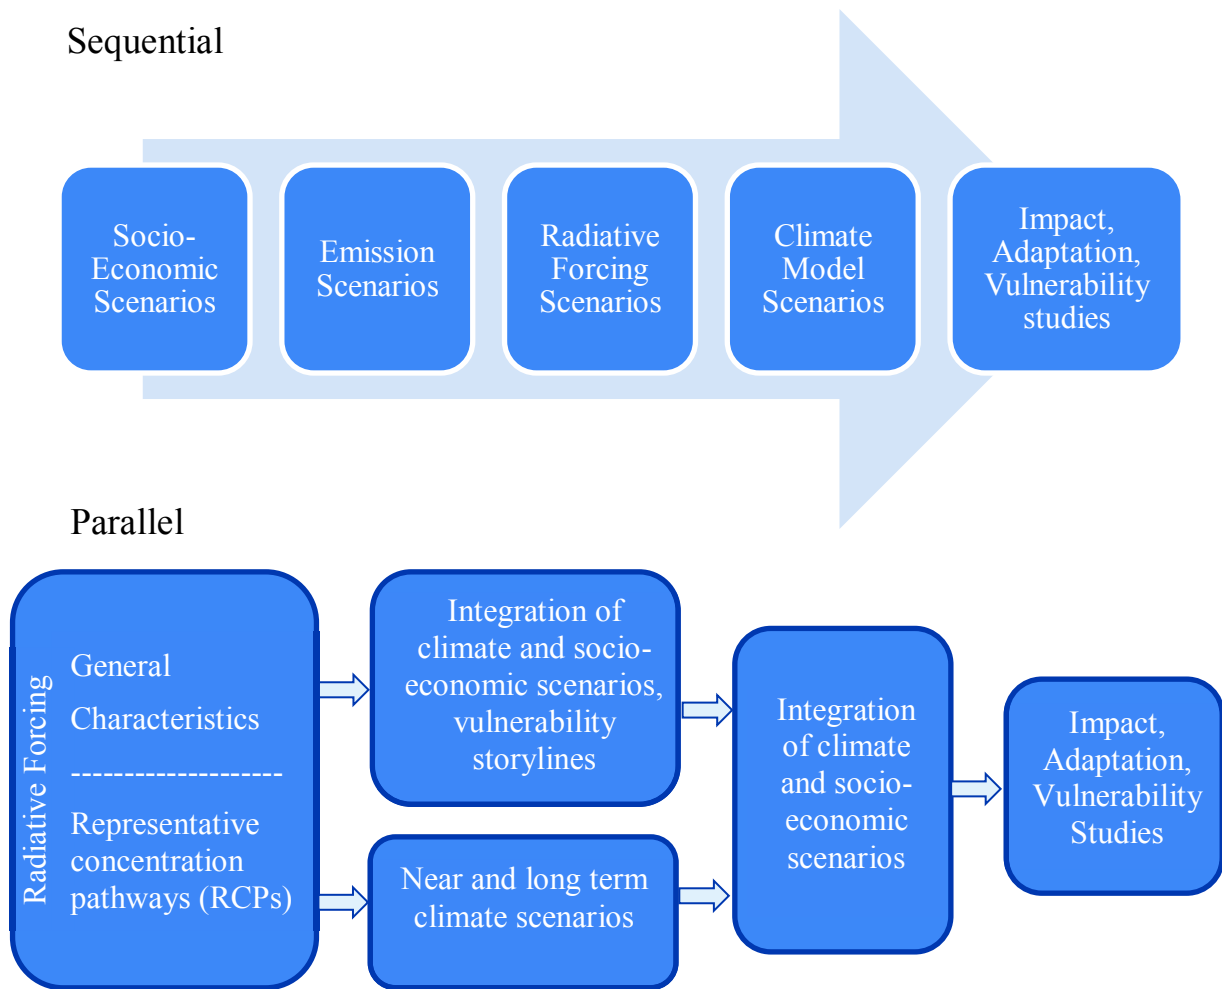 Sequential
Socio-
Economic
Scenarios
Emission
Scenarios
Radiative
Forcing
Scenarios
Climate
Model
Scenarios
Impact,
Adaptation,
Vulnerability
studies
Parallel
Radiative Forcing
General
Characteristics
--------------------
Representative
concentration
pathways (RCPs)
Integration of
climate and socio-
economic scenarios,
vulnerability
storylines
Near and long term
climate scenarios
Integration
of climate
and socio-
economic
scenarios
Impact,
Adaptation,
Vulnerability
Studies